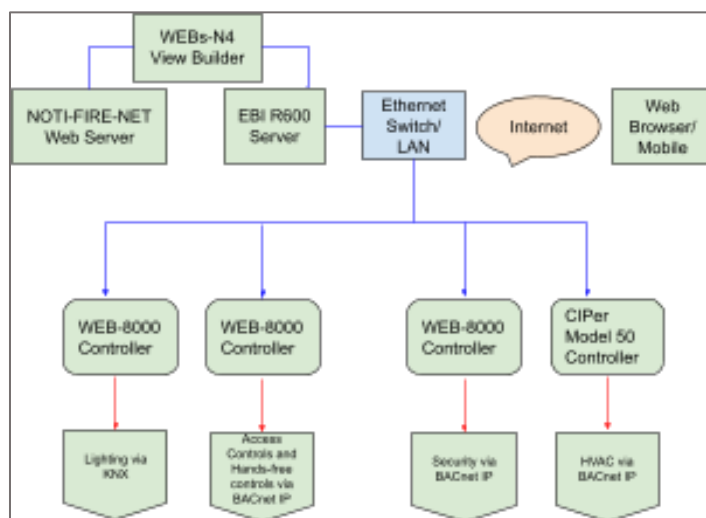 WEBs-N4
View Builder
NOTI-FIRE-NET
Web Server
EBI R600
Server
Ethernet
Switch/
LAN
Internet
Web
Browser/
Mobile
WEB-8000
Controller
WEB-8000
Controller
WEB-8000
Controller
CIPer
Model 50
Controller
Lighting via
KNX
Access
Controls and
Hands-free
controls via
BACnet IP
Security via
BACnet IP
HVAC via
BACnet IP